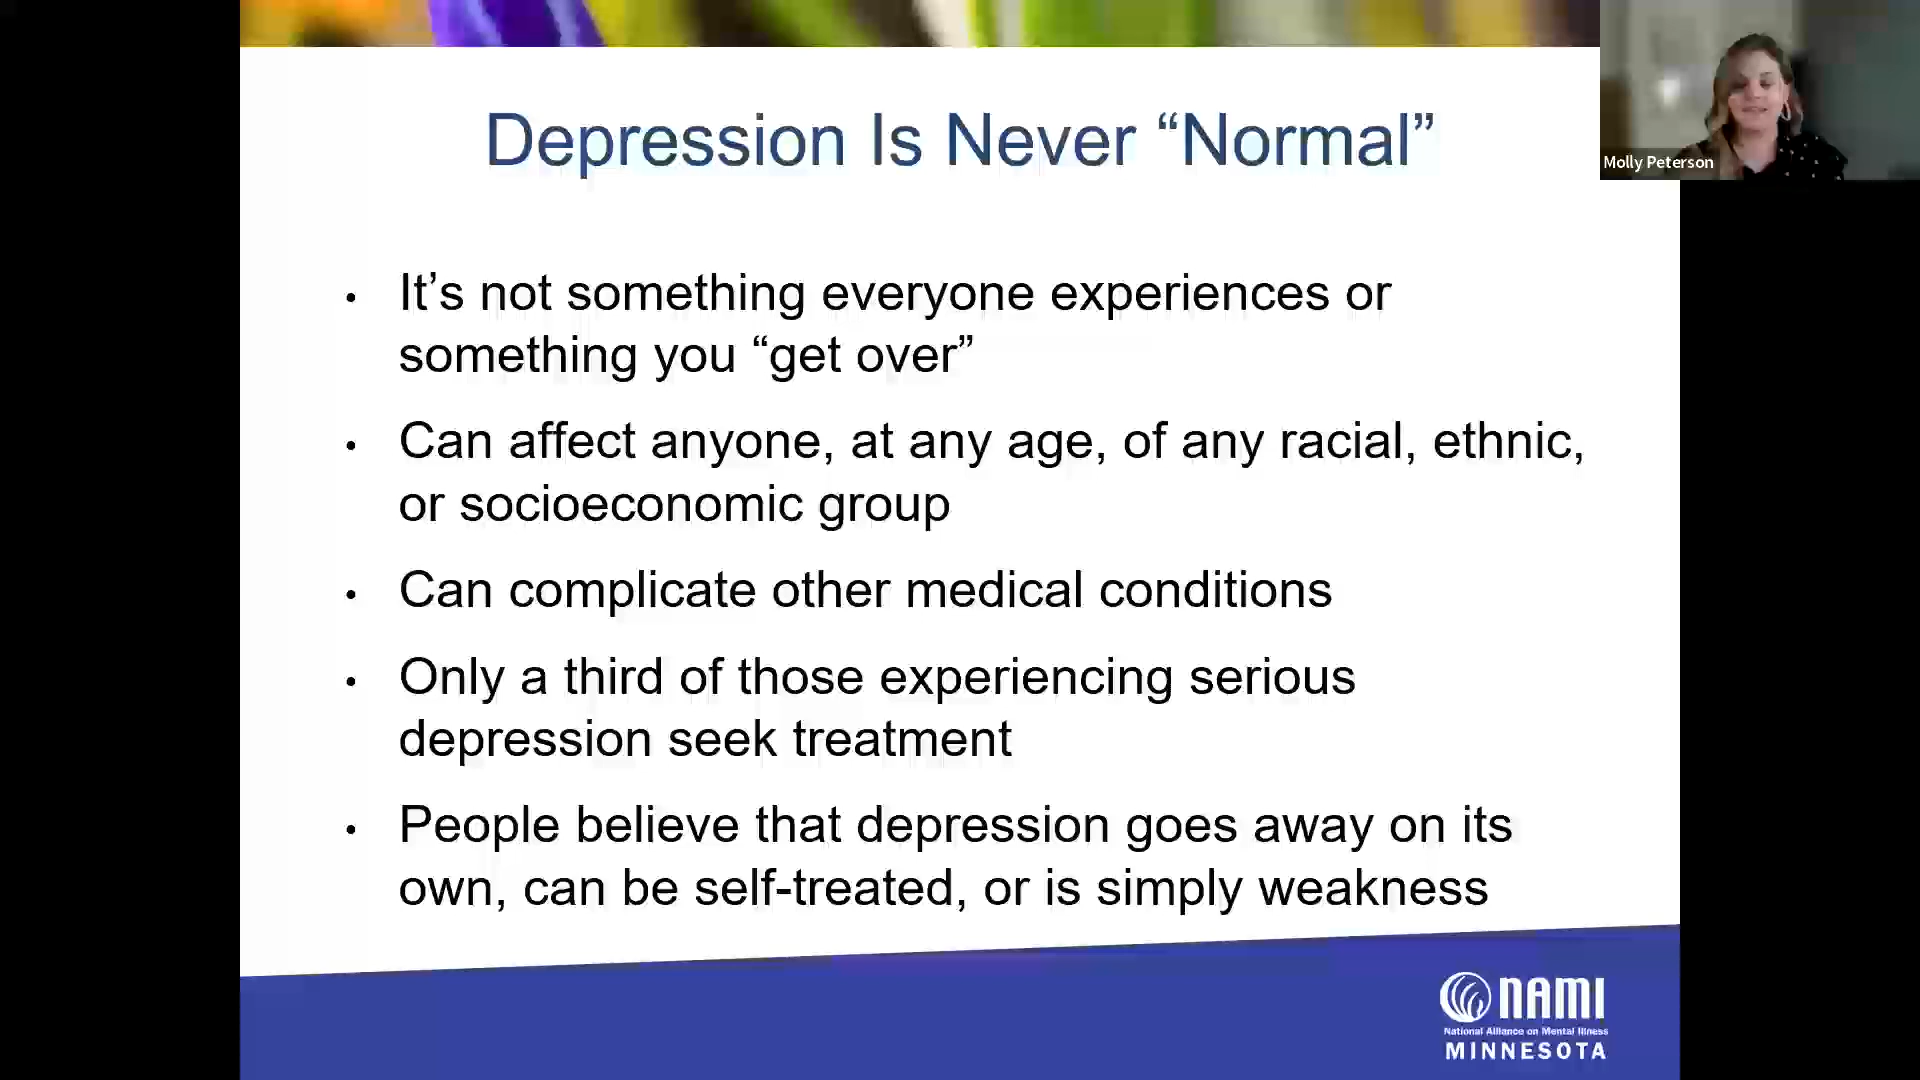 Depression Is Never “Normal”
Molly Peterson
• It’s not something everyone experiences or
something you “get over”
• Can affect anyone, at any age, of any racial, ethnic,
or socioeconomic group
• Can complicate other medical conditions
• Only a third of those experiencing serious
depression seek treatment
• People believe that depression goes away on its
own, can be self-treated, or is simply weakness
NAMI
National Alliance on Mental Illness
MINNESOTA